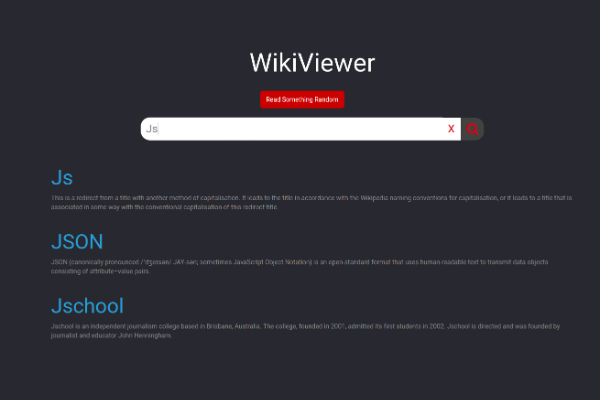 WikiViewer
Read Something Random
Js
X
Js
This is a redirect from a title with another method of capitalisation. It leads to the title in accordance with the Wikipedia naming conventions for capitalisation, or it leads to a title that is
associated in some way with the conventional capitalisation of this redirect title.
JSON
JSON (canonically pronounced sometimes JavaScript Object Notation) is an open-standard format that uses human-readable text to transmit data objects
consisting of attribute–value pairs.
Jschool
Jschool is an independent journalism college based in Brisbane, Australia. The college, founded in 2001, admitted its first students in 2002. Jschool is directed and was founded by
journalist and educator John Henningham.